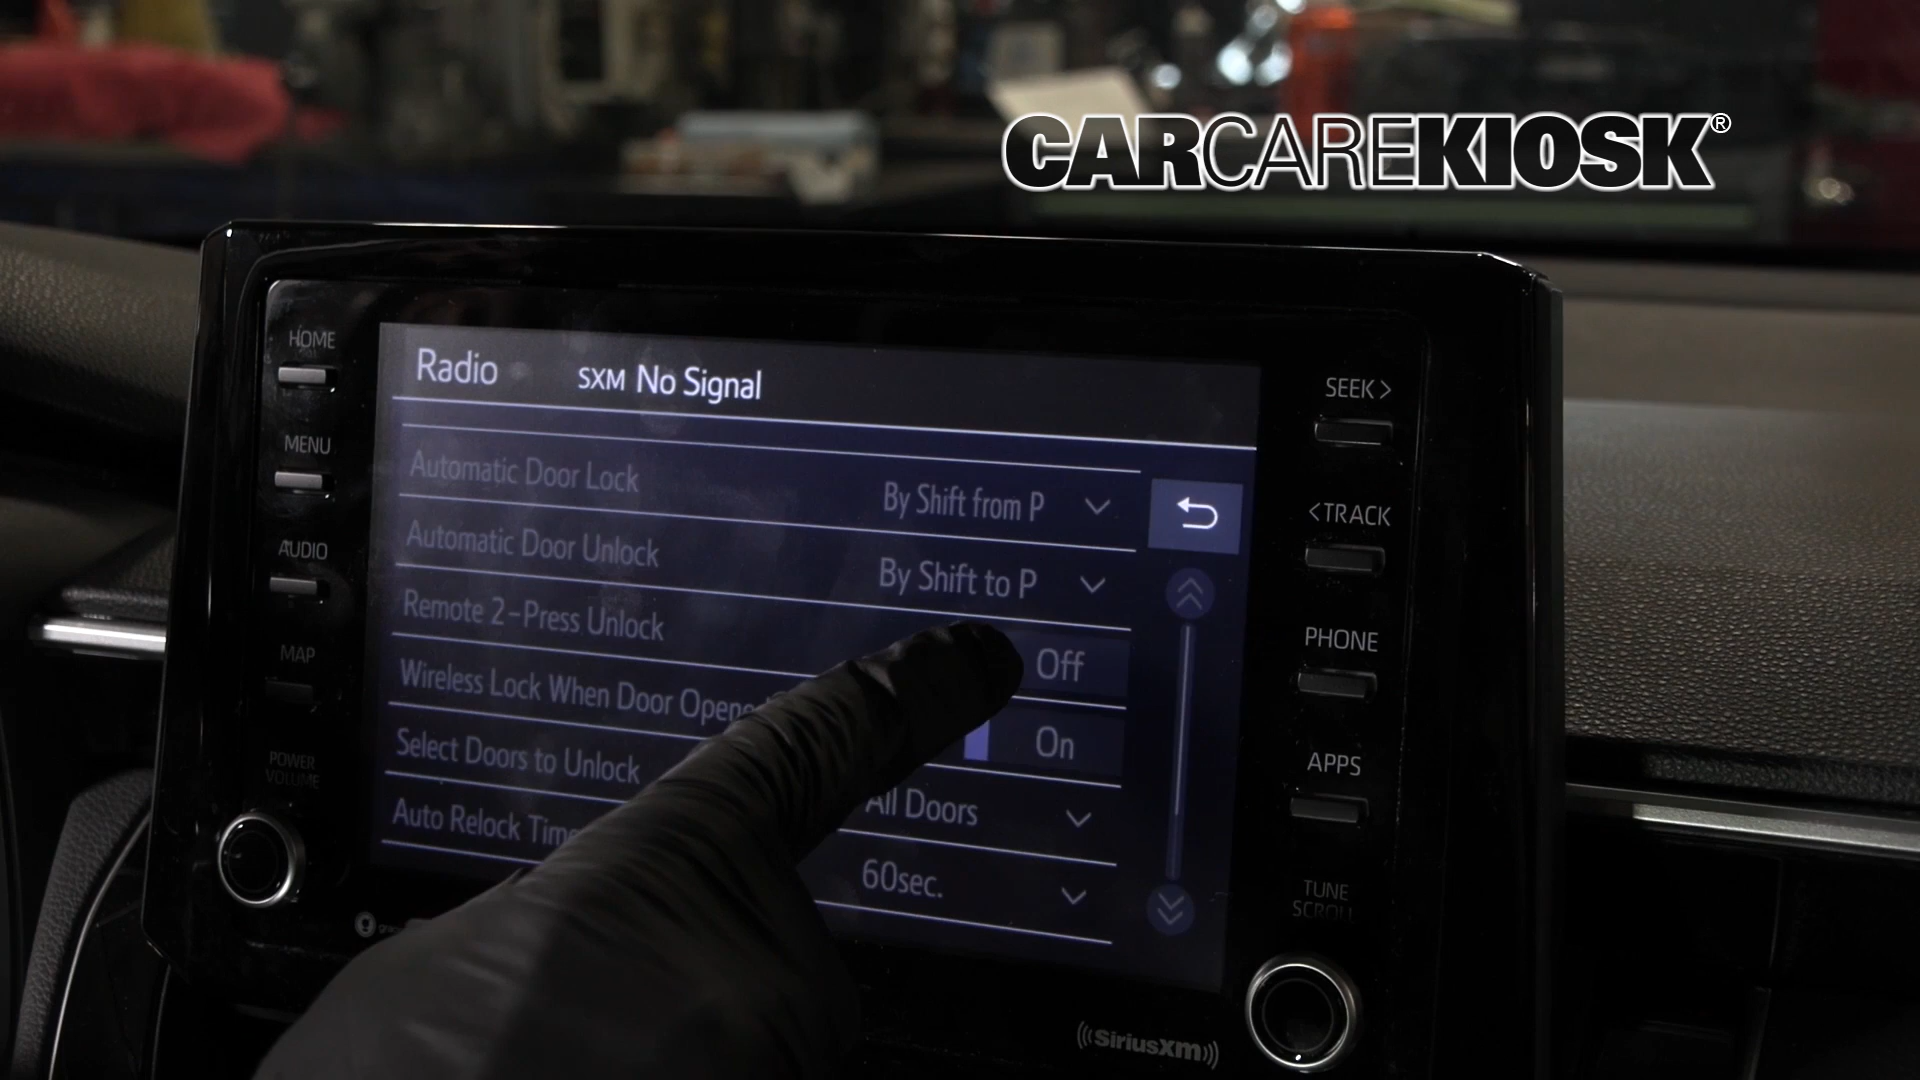 CARCAREKIOSK®
HOME
MENU
AUDIO
MAP
POWER
VOLUME
Radio SXM No Signal
Automatic Door Lock By Shift from P
Automatic Door Unlock By Shift to P
Remote 2-Press Unlock Off
Wireless Lock When Door On
Select Doors to Unlock All Doors
Auto Relock 60sec.
SEEK >
< TRACK
PHONE
APPS
TUNE
SCROLL
SiriusXM